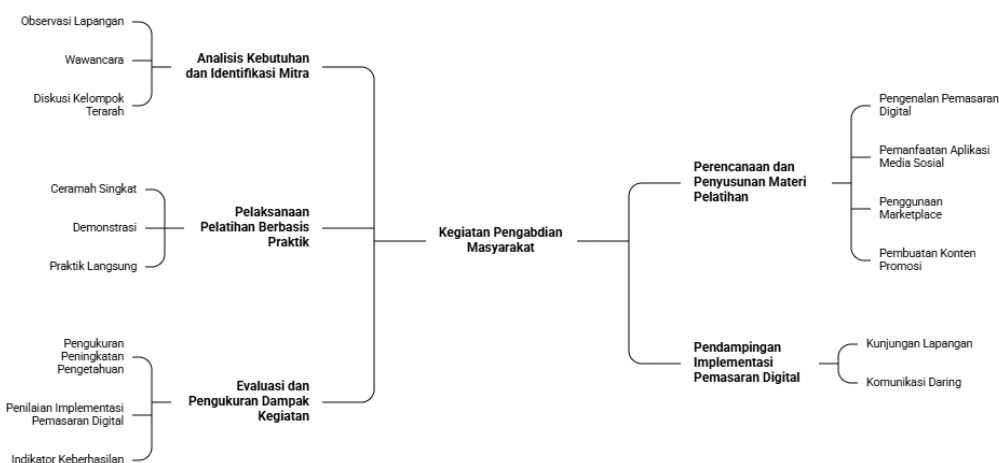 Observasi Lapangan
Wawancara
Diskusi Kelompok
Terarah
Analisis Kebutuhan
dan Identifikasi Mitra
Ceramah Singkat
Demonstrasi
Praktik Langsung
Pelaksanaan
Pelatihan Berbasis
Praktik
Pengukuran
Peningkatan
Pengetahuan
Penilaian Implementasi
Pemasaran Digital
Indikator Keberhasilan
Evaluasi dan
Pengukuran Dampak
Kegiatan
Kegiatan Pengabdian
Masyarakat
Perencanaan dan
Penyusunan Materi
Pelatihan
Pengenalan Pemasaran
Digital
Pemanfaatan Aplikasi
Media Sosial
Penggunaan
Marketplace
Pembuatan Konten
Promosi
Pendampingan
Implementasi
Pemasaran Digital
Kunjungan Lapangan
Komunikasi Daring